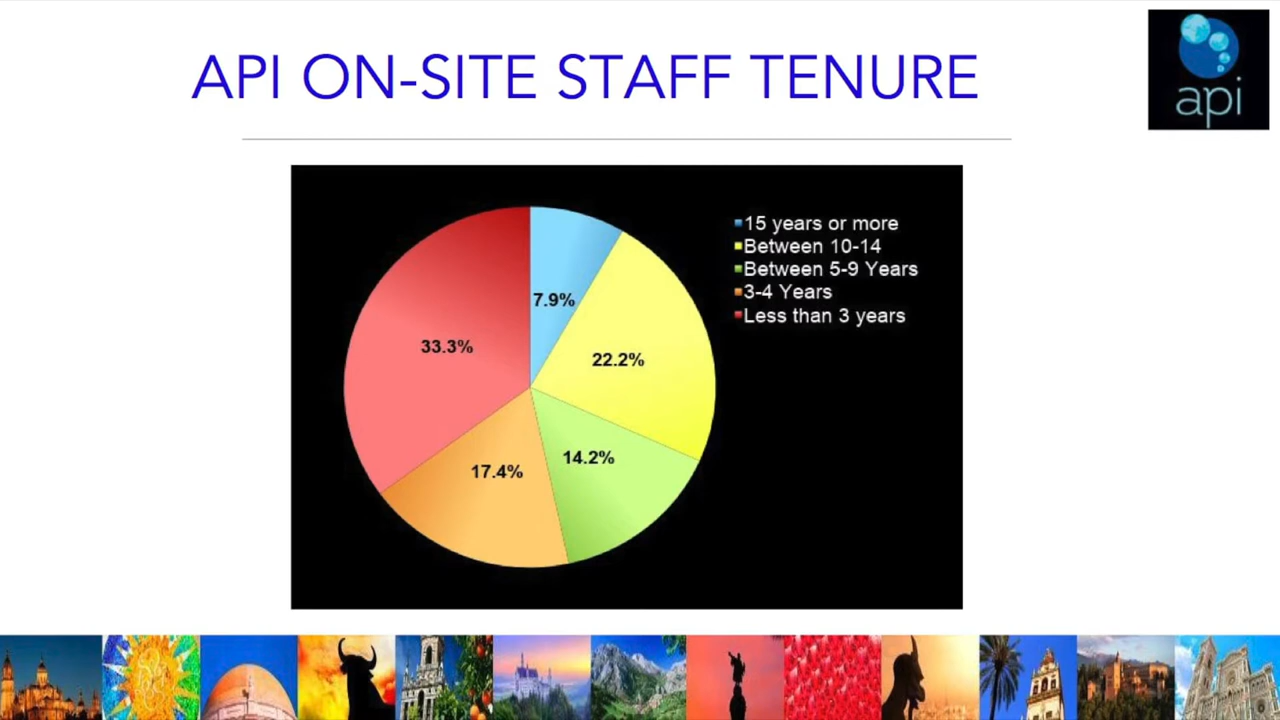 API ON-SITE STAFF TENURE
api
15 years or more
Between 10-14
Between 5-9 Years
3-4 Years
Less than 3 years
7.9%
22.2%
14.2%
17.4%
33.3%